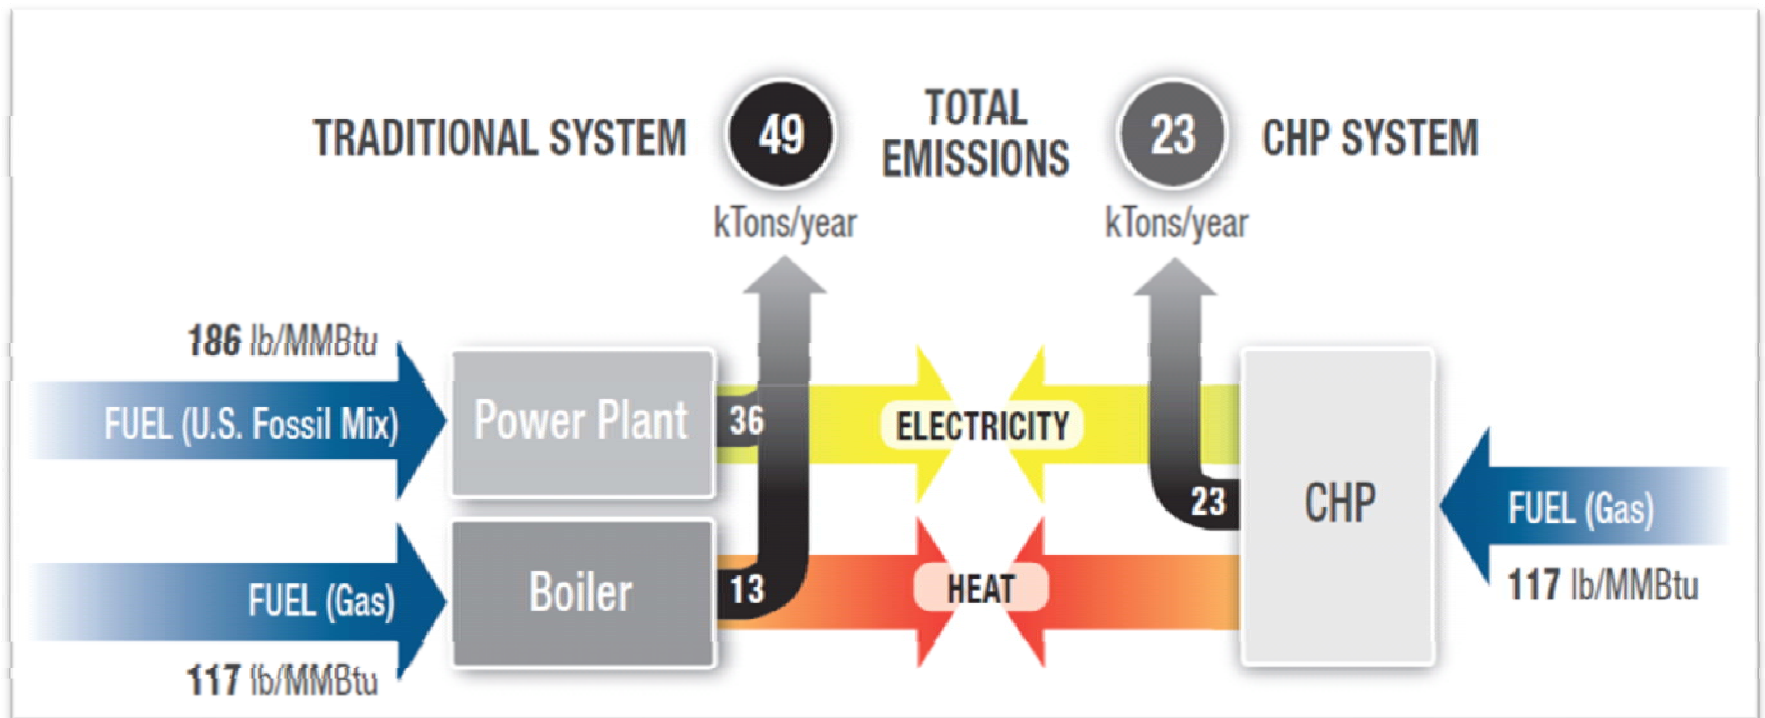 TRADITIONAL SYSTEM
49
kTons/year
TOTAL
EMISSIONS
23
kTons/year
CHP SYSTEM
186 lb/MMBtu
FUEL (U.S. Fossil Mix)
Power Plant
36
ELECTRICITY
23
CHP
FUEL (Gas)
117 lb/MMBtu
FUEL (Gas)
117 lb/MMBtu
Boiler
13
HEAT